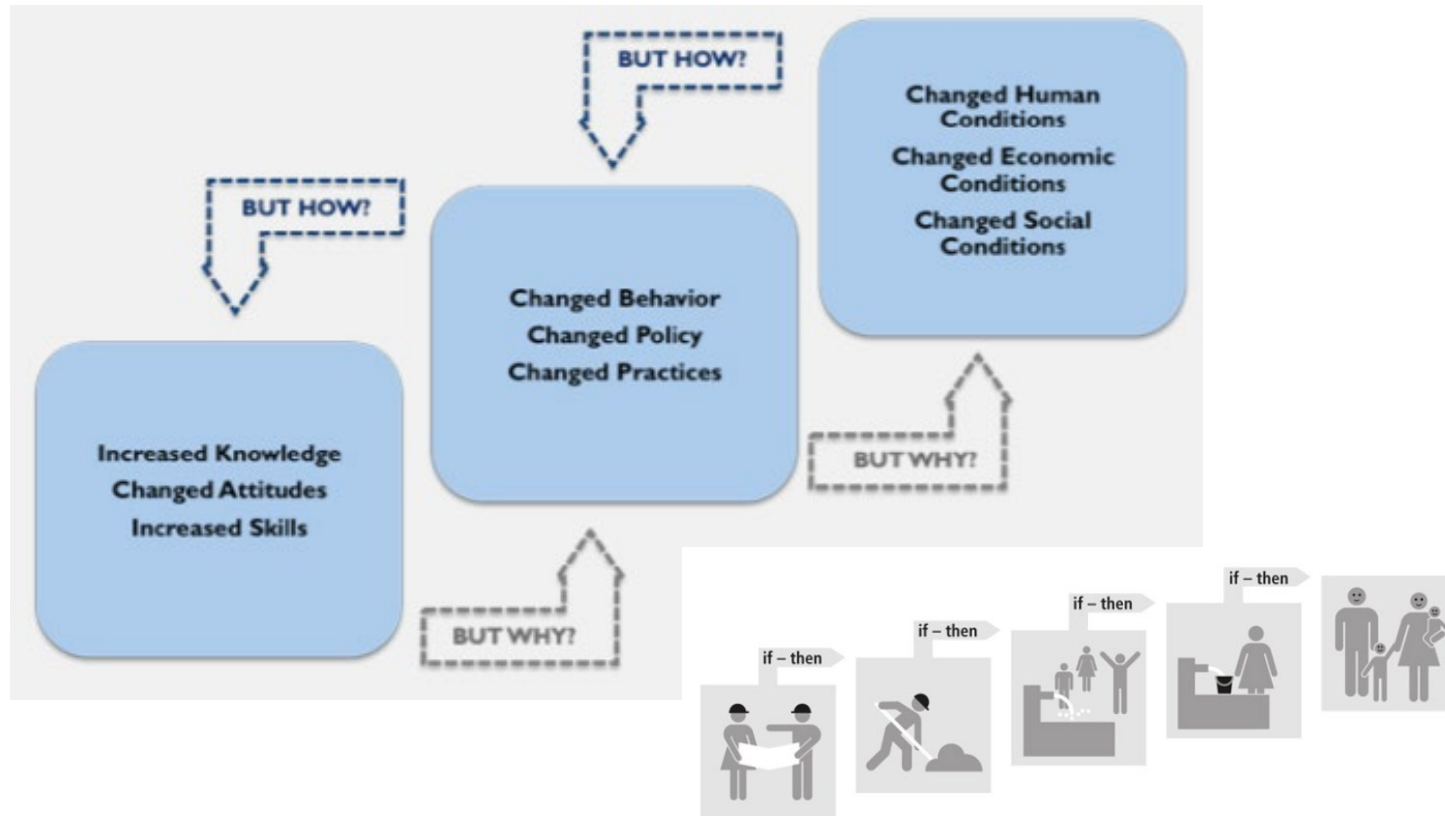 BUT HOW?
Changed Human
Conditions
Changed Economic
Conditions
Changed Social
Conditions
BUT HOW?
Changed Behavior
Changed Policy
Changed Practices
BUT WHY?
Increased Knowledge
Changed Attitudes
Increased Skills
BUT WHY?
if – then
if – then
if – then
if – then